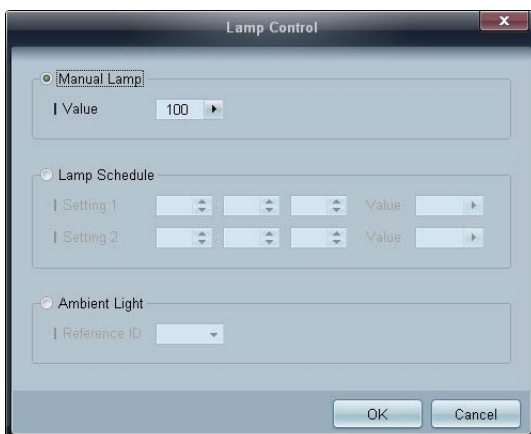 Lamp Control
Manual Lamp
Value 100
Lamp Schedule
Setting 1 : Value
Setting 2 : Value
Ambient Light
Reference ID
OK Cancel